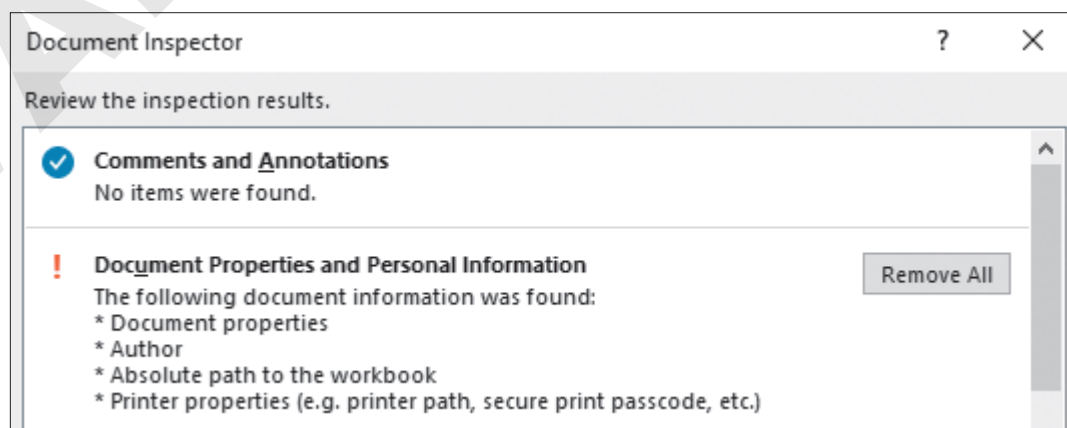 Document Inspector ? ✕
Review the inspection results.
Comments and Annotations
No items were found.
! Document Properties and Personal Information
Remove All
The following document information was found:
* Document properties
* Author
* Absolute path to the workbook
* Printer properties (e.g. printer path, secure print passcode, etc.)